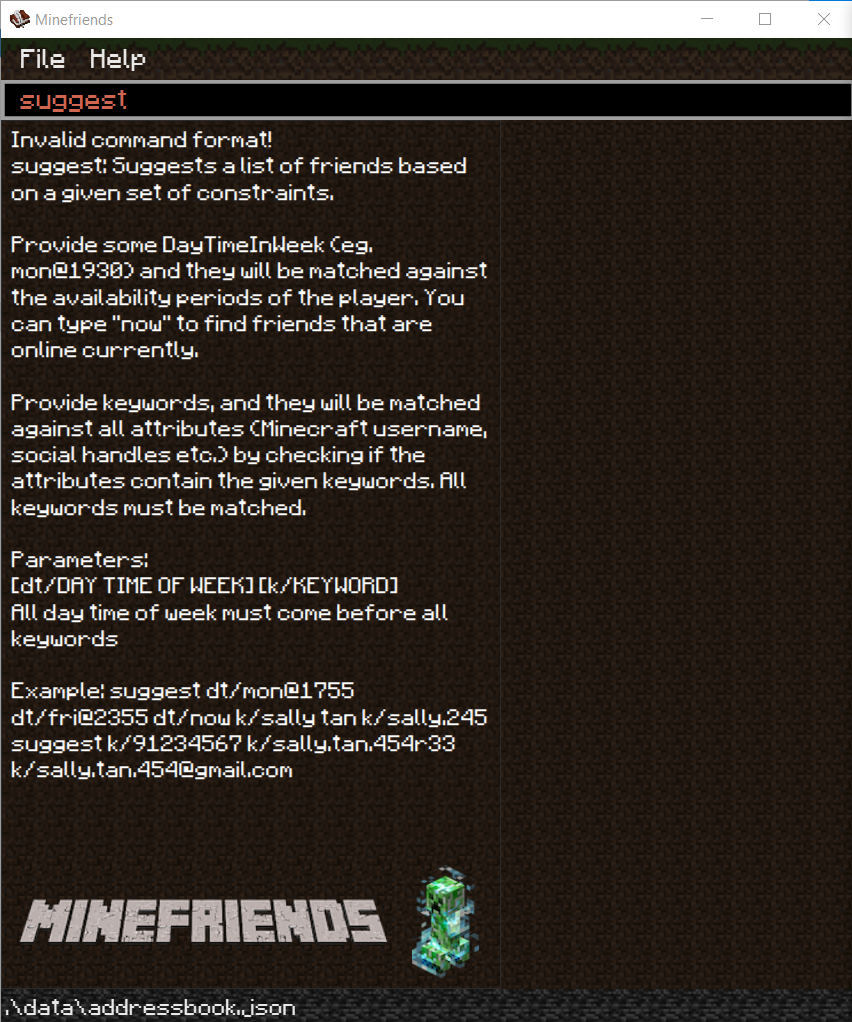 Minefriends
File Help
suggest
Invalid command format!
suggest: Suggests a list of friends based
on a given set of constraints.
Provide some DayTimeInWeek (eg.
mon@1930) and they will be matched against
the availability periods of the player. You
can type "now" to find friends that are
online currently.
Provide keywords, and they will be matched
against all attributes (Minecraft username,
social handles etc.) by checking if the
attributes contain the given keywords. All
keywords must be matched.
Parameters:
[dt/DAY TIME OF WEEK] [k/KEYWORD]
All day time of week must come before all
keywords
Example: suggest dt/mon@1755
dt/fri@2355 dt/now k/sally tan k/sally.245
suggest k/91234567 k/sally.tan.454r33
k/sally.tan.454@gmail.com
MINEFRIENDS
.\data\addressbook.json